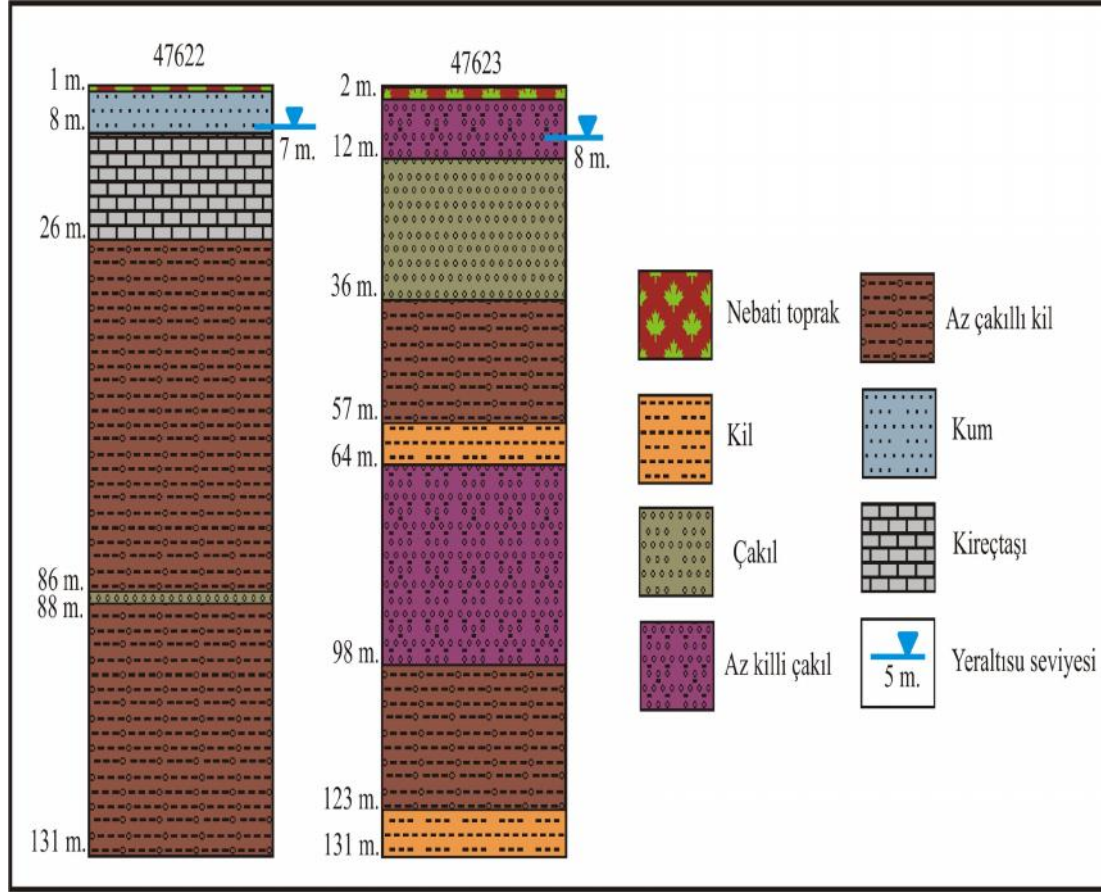 47622
1 m.
8 m.
7 m.
26 m.
86 m.
88 m.
131 m.
47623
2 m.
12 m.
8 m.
36 m.
57 m.
64 m.
98 m.
123 m.
131 m.
Nebati toprak
Az çakıllı kil
Kil
Kum
Çakıl
Kireçtaşı
Az killi çakıl
5 m.
Yeraltısu seviyesi